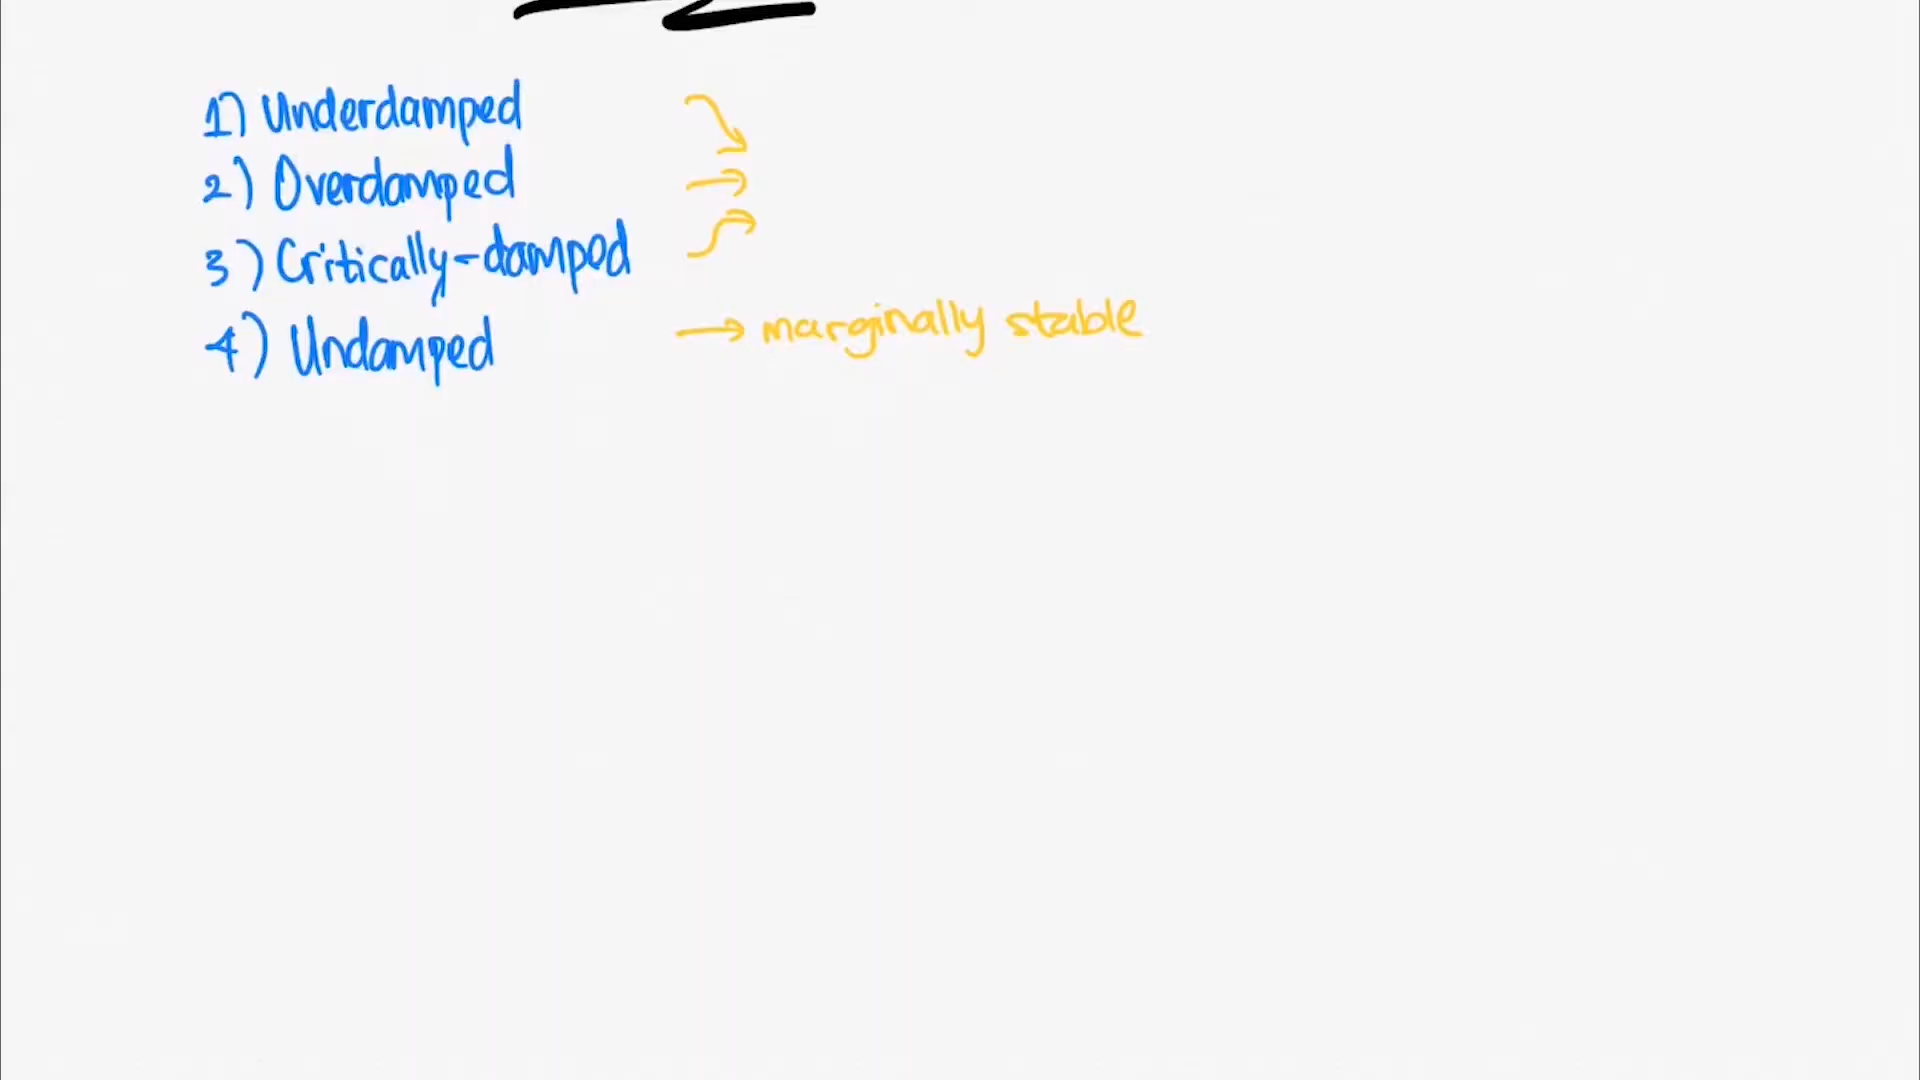 1) Underdamped
2) Overdamped
3) Critically-damped
4) Undamped → marginally stable